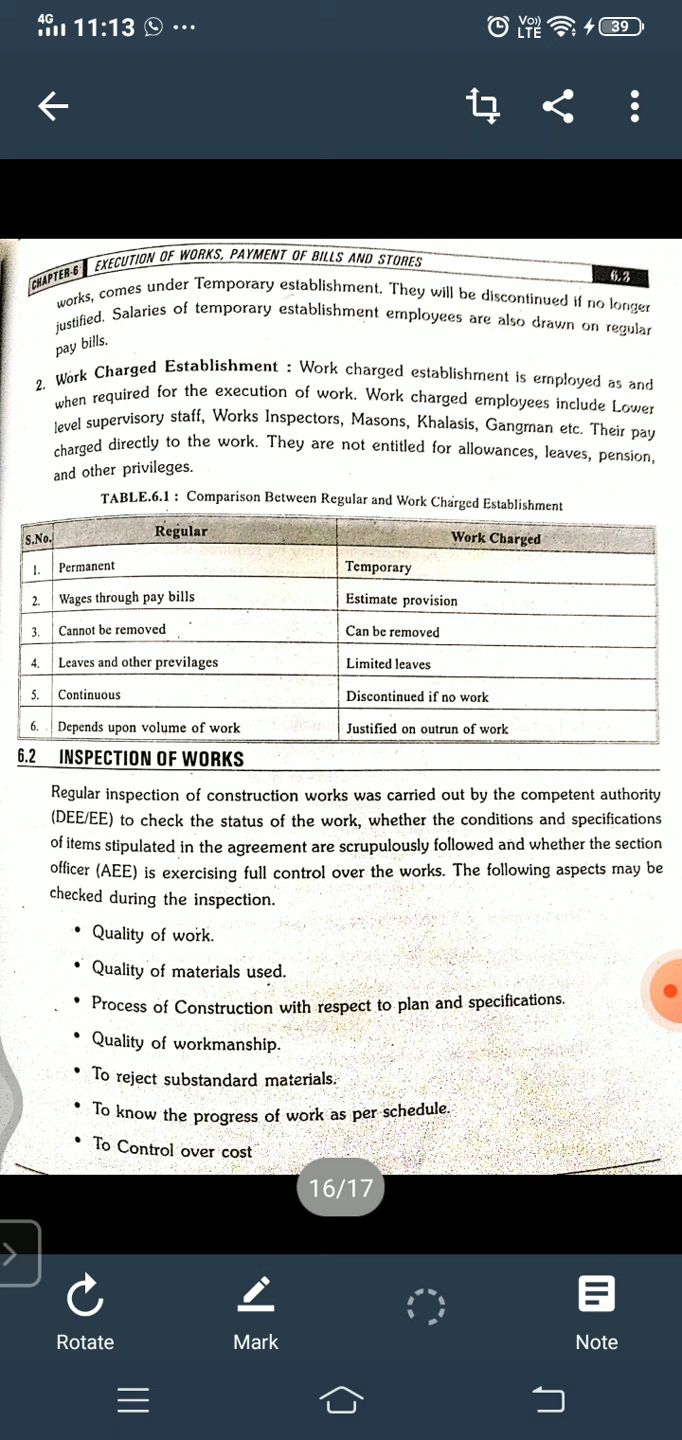 4G 11:13 ... Vo)) LTE 39
CHAPTER-6 EXECUTION OF WORKS, PAYMENT OF BILLS AND STORES 6.3
works, comes under Temporary establishment. They will be discontinued if no longer
justified. Salaries of temporary establishment employees are also drawn on regular
pay bills.
2. Work Charged Establishment : Work charged establishment is employed as and
when required for the execution of work. Work charged employees include Lower
level supervisory staff, Works Inspectors, Masons, Khalasis, Gangman etc. Their pay
charged directly to the work. They are not entitled for allowances, leaves, pension,
and other privileges.
TABLE.6.1 : Comparison Between Regular and Work Charged Establishment
S.No. Regular Work Charged
1. Permanent Temporary
2. Wages through pay bills Estimate provision
3. Cannot be removed Can be removed
4. Leaves and other previlages Limited leaves
5. Continuous Discontinued if no work
6. Depends upon volume of work Justified on outrun of work
6.2 INSPECTION OF WORKS
Regular inspection of construction works was carried out by the competent authority
(DEE/EE) to check the status of the work, whether the conditions and specifications
of items stipulated in the agreement are scrupulously followed and whether the section
officer (AEE) is exercising full control over the works. The following aspects may be
checked during the inspection.
• Quality of work.
• Quality of materials used.
• Process of Construction with respect to plan and specifications.
• Quality of workmanship.
• To reject substandard materials.
• To know the progress of work as per schedule.
• To Control over cost
16/17
Rotate Mark Note